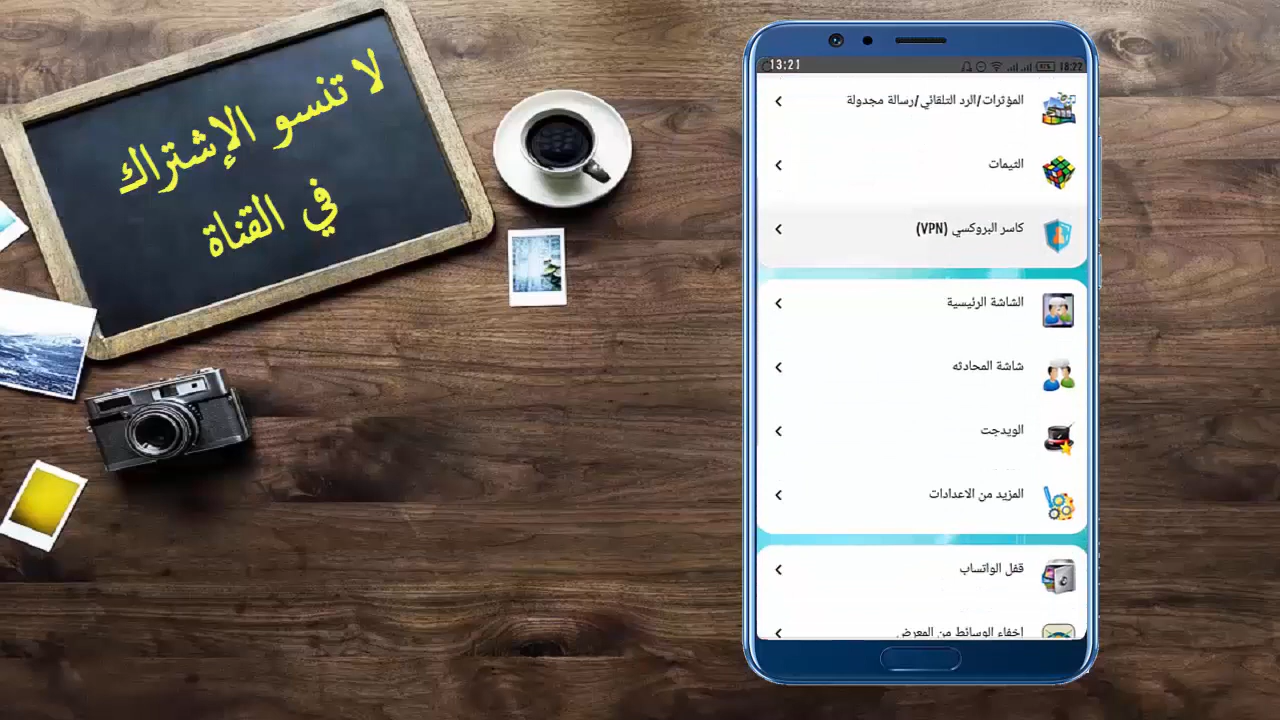 لا تنسو الإشتراك
في القناة
13:21
18:22
المؤثرات/الرد التلقائي/رسالة مجدولة
الثيمات
كاسر البروكسي (VPN)
الشاشة الرئيسية
شاشة المحادثه
الويدجت
المزيد من الاعدادات
قفل الواتساب
إخفاء الوسائط من المعرض